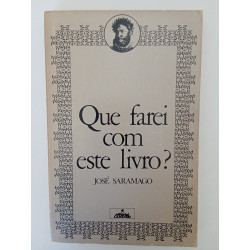 Que farei
com
este livro?
JOSÉ SARAMAGO